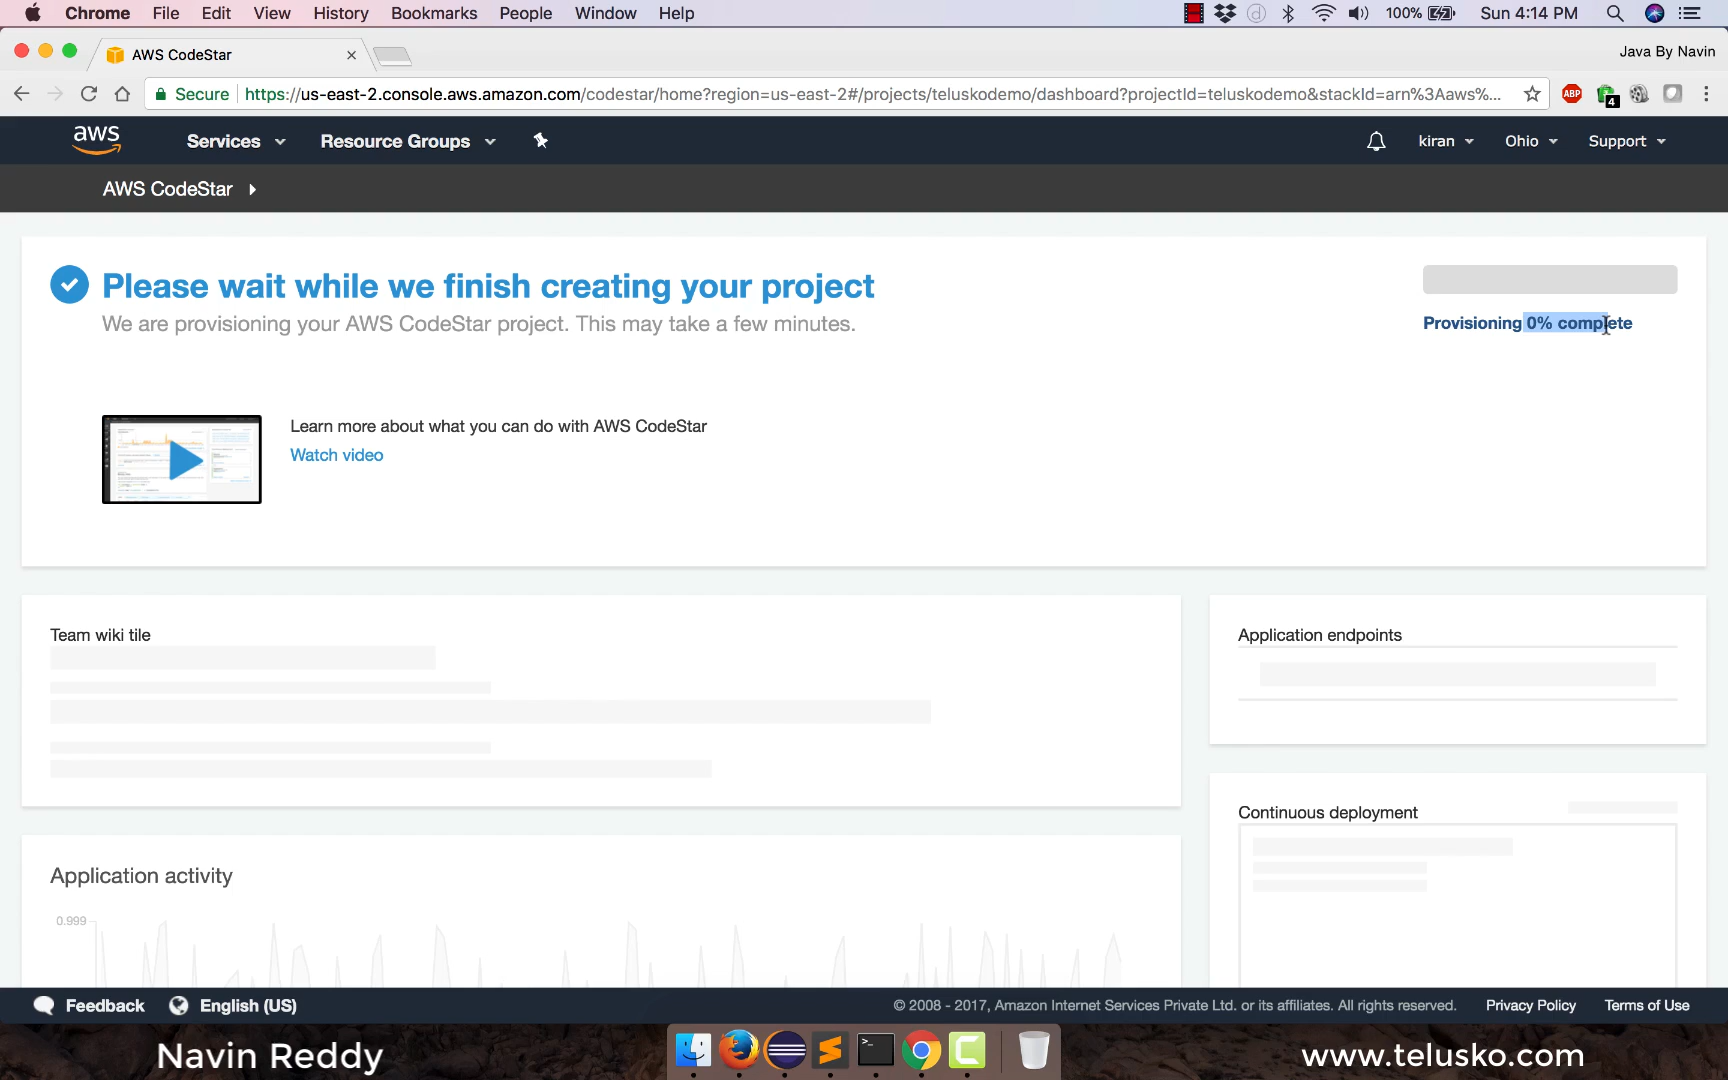 Chrome File Edit View History Bookmarks People Window Help
100% Sun 4:14 PM
AWS CodeStar
Java By Navin
Secure https://us-east-2.console.aws.amazon.com/codestar/home?region=us-east-2#/projects/teluskodemo/dashboard?projectId=teluskodemo&stackId=arn%3Aaws%...
ABP
4
aws Services Resource Groups kiran Ohio Support
AWS CodeStar
Please wait while we finish creating your project
We are provisioning your AWS CodeStar project. This may take a few minutes.
Provisioning 0% complete
Learn more about what you can do with AWS CodeStar
Watch video
Team wiki tile
Application endpoints
Continuous deployment
Application activity
0.999
Feedback English (US)
© 2008 - 2017, Amazon Internet Services Private Ltd. or its affiliates. All rights reserved. Privacy Policy Terms of Use
Navin Reddy
www.telusko.com